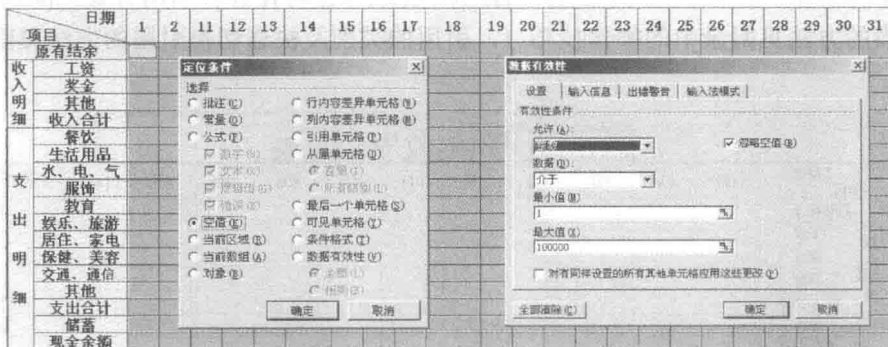 日期
项目
1 2 11 12 13 14 15 16 17 18 19 20 21 22 23 24 25 26 27 28 29 30 31
原有结余
收入明细
工资
奖金
其他
收入合计
支出明细
餐饮
生活用品
水、电、气
服饰
教育
娱乐、旅游
居住、家电
保健、美容
交通、通信
其他
支出合计
储蓄
现金余额
定位条件
选择
批注(C)
常量(O)
公式(F)
数字(U)
文本(X)
逻辑值(G)
错误(E)
空值(K)
当前区域(R)
当前数组(A)
对象(B)
行内容差异单元格(W)
列内容差异单元格(M)
引用单元格(P)
从属单元格(D)
直属(I)
所有级别(L)
最后一个单元格(S)
可见单元格(Y)
条件格式(T)
数据有效性(V)
全部(L)
相同(E)
确定 取消
数据有效性
设置 输入信息 出错警告 输入法模式
有效性条件
允许(A):
忽略空值(B)
数据(D):
介于
最小值(M)
1
最大值(X)
100000
对有同样设置的所有其他单元格应用这些更改(P)
全部清除(C) 确定 取消